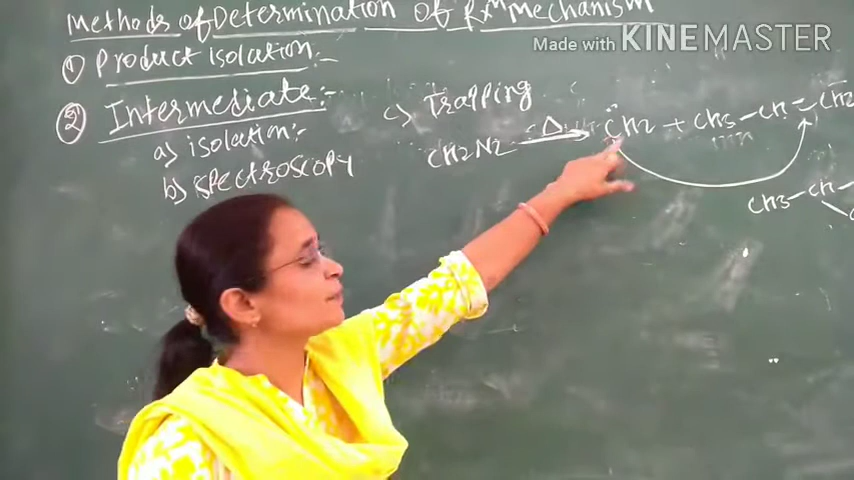 Methods of Determination of Rxⁿ Mechanism
Made with KINEMASTER
① Product isolation :-
② Intermediate :-
a) isolation :-
b) spectroscopy
c) Trapping
CH2N2 —Δ→ :CH2 + CH3-CH=CH2
CH3-CH-